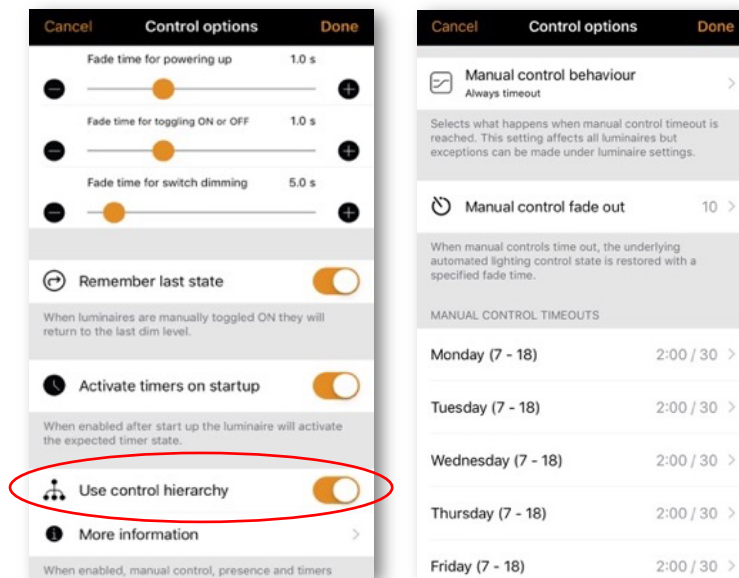 Cancel Control options Done
Fade time for powering up 1.0 s
Fade time for toggling ON or OFF 1.0 s
Fade time for switch dimming 5.0 s
Remember last state
When luminaires are manually toggled ON they will
return to the last dim level.
Activate timers on startup
When enabled after start up the luminaire will activate
the expected timer state.
Use control hierarchy
More information
When enabled, manual control, presence and timers
Cancel Control options Done
Manual control behaviour
Always timeout
Selects what happens when manual control timeout is
reached. This setting affects all luminaires but
exceptions can be made under luminaire settings.
Manual control fade out 10
When manual controls time out, the underlying
automated lighting control state is restored with a
specified fade time.
MANUAL CONTROL TIMEOUTS
Monday (7 - 18) 2:00 / 30
Tuesday (7 - 18) 2:00 / 30
Wednesday (7 - 18) 2:00 / 30
Thursday (7 - 18) 2:00 / 30
Friday (7 - 18) 2:00 / 30